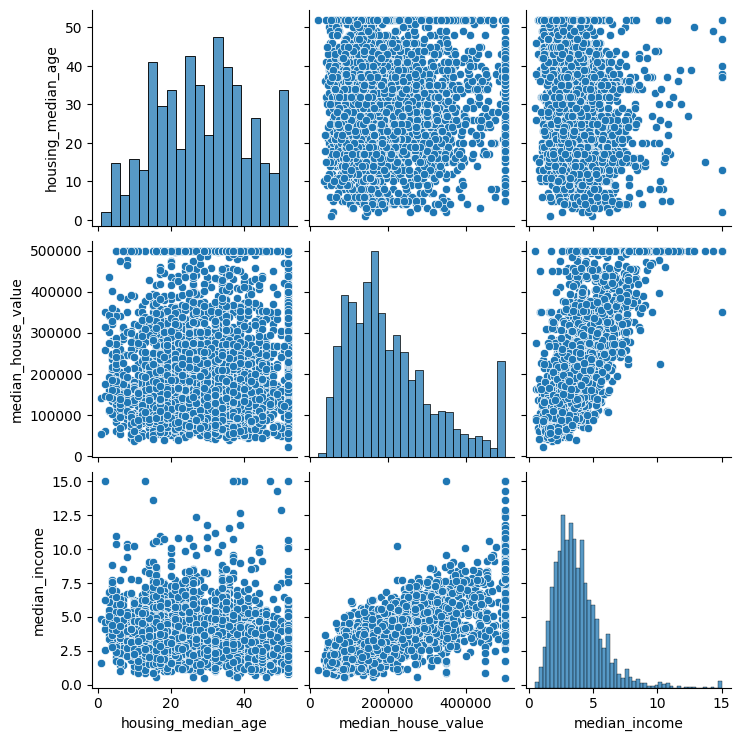 housing_median_age
50
40
30
20
10
0
median_house_value
500000
400000
300000
200000
100000
0
median_income
15.0
12.5
10.0
7.5
5.0
2.5
0.0
0 20 40
housing_median_age
0 200000 400000
median_house_value
0 5 10 15
median_income